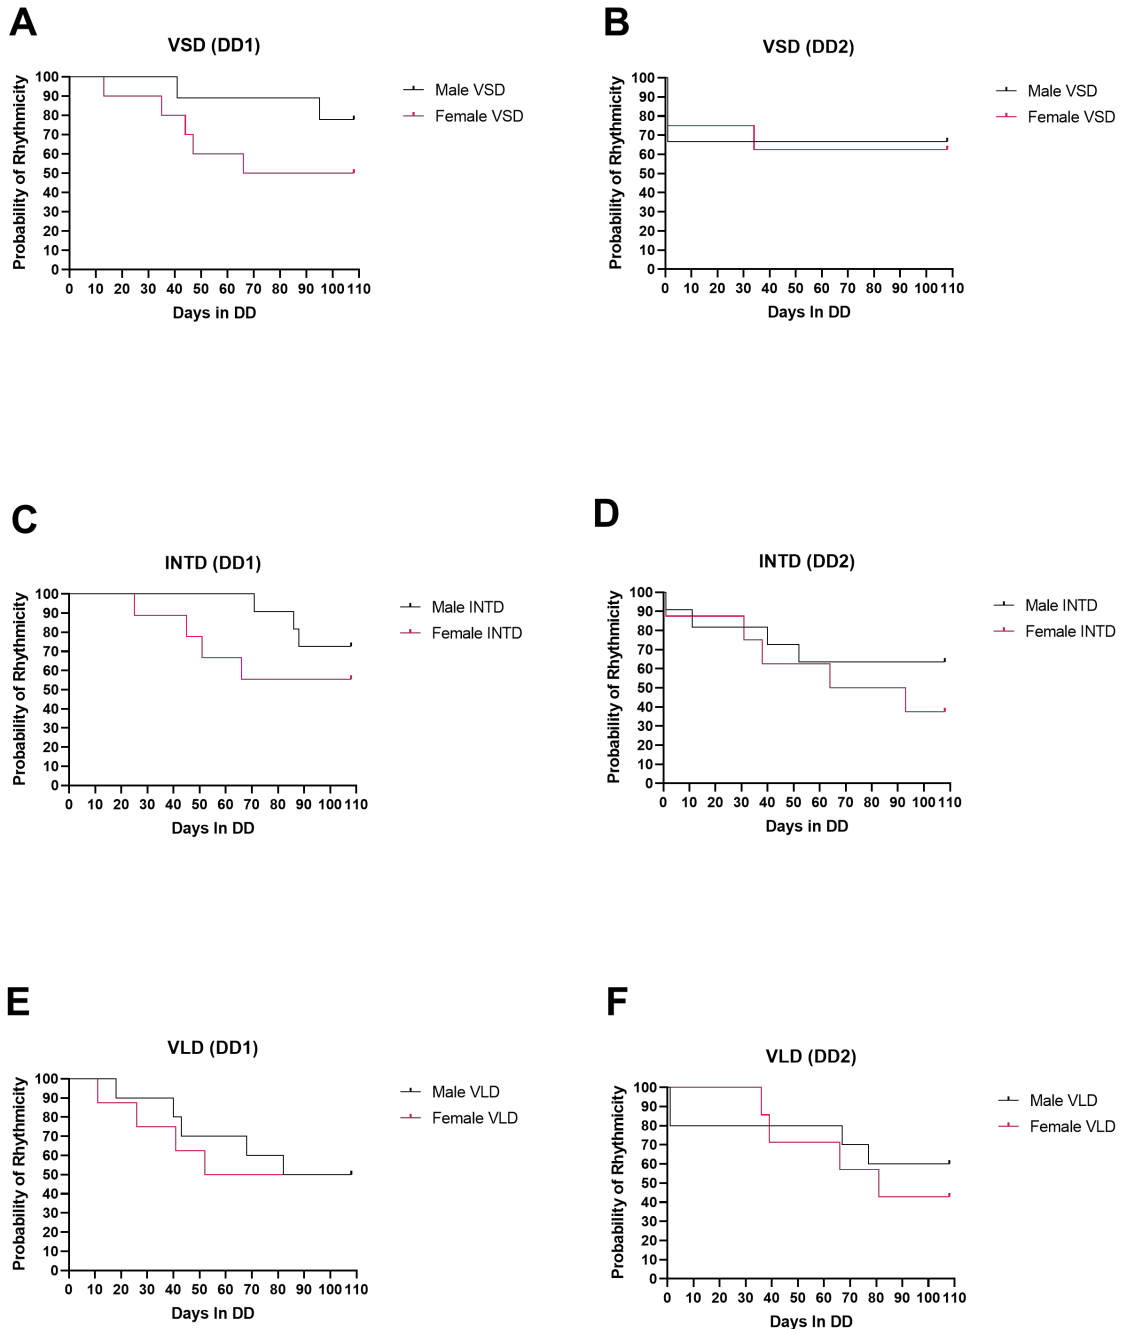 A
VSD (DD1)
Probability of Rhythmicity
100
90
80
70
60
50
40
30
20
10
0
0 10 20 30 40 50 60 70 80 90 100 110
Days in DD
Male VSD
Female VSD
B
VSD (DD2)
Probability of Rhythmicity
100
90
80
70
60
50
40
30
20
10
0
0 10 20 30 40 50 60 70 80 90 100 110
Days In DD
Male VSD
Female VSD
C
INTD (DD1)
Probability of Rhythmicity
100
90
80
70
60
50
40
30
20
10
0
0 10 20 30 40 50 60 70 80 90 100 110
Days In DD
Male INTD
Female INTD
D
INTD (DD2)
Probability of Rhythmicity
100
90
80
70
60
50
40
30
20
10
0
0 10 20 30 40 50 60 70 80 90 100 110
Days in DD
Male INTD
Female INTD
E
VLD (DD1)
Probability of Rhythmicity
100
90
80
70
60
50
40
30
20
10
0
0 10 20 30 40 50 60 70 80 90 100 110
Days In DD
Male VLD
Female VLD
F
VLD (DD2)
Probability of Rhythmicity
100
90
80
70
60
50
40
30
20
10
0
0 10 20 30 40 50 60 70 80 90 100 110
Days In DD
Male VLD
Female VLD